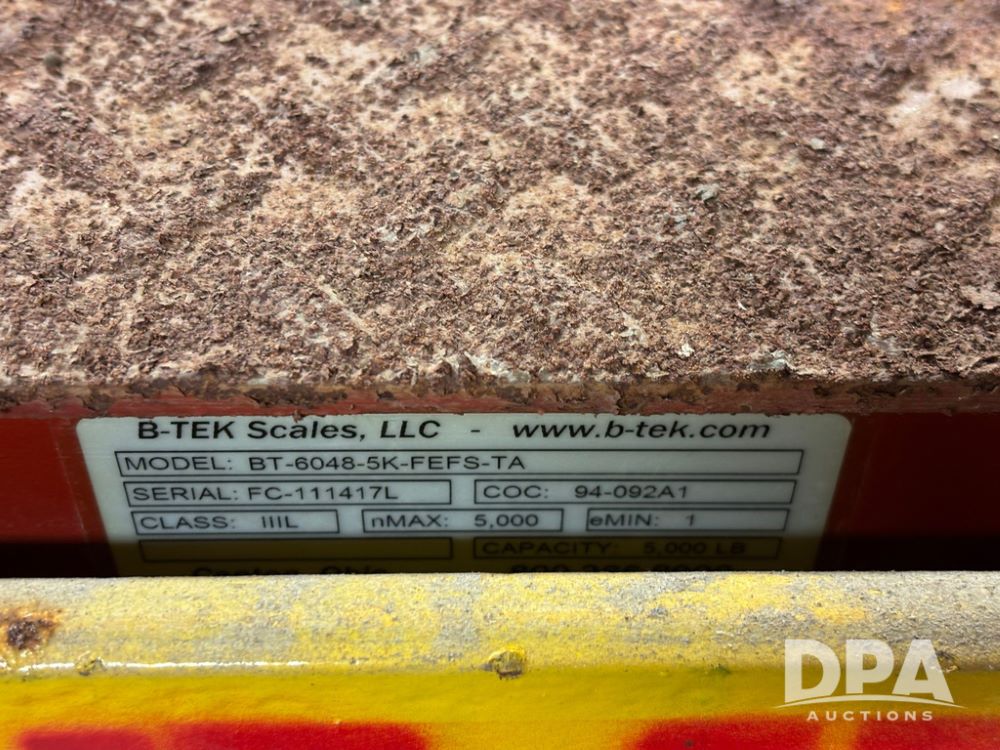 B-TEK Scales, LLC - www.b-tek.com
MODEL: BT-6048-5K-FEFS-TA
SERIAL: FC-111417L COC: 94-092A1
CLASS: IIIL nMAX: 5,000 eMIN: 1
CAPACITY: 5,000 LB
DPA
AUCTIONS